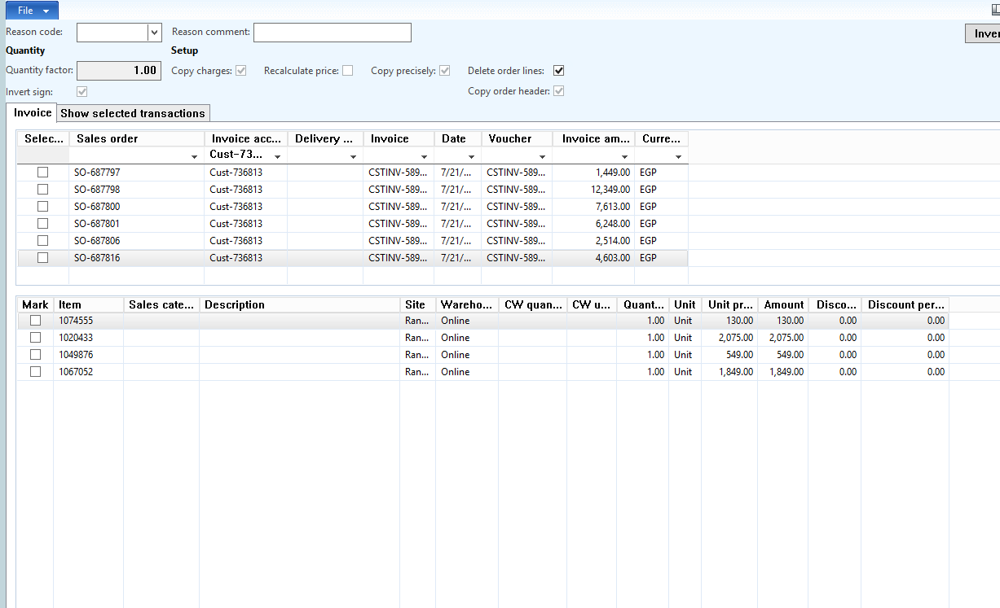 File
Reason code: Reason comment: Inver
Quantity Setup
Quantity factor: 1.00 Copy charges: Recalculate price: Copy precisely: Delete order lines:
Invert sign: Copy order header:
Invoice Show selected transactions
Selec... Sales order Invoice acc... Delivery ... Invoice Date Voucher Invoice am... Curre...
Cust-73...
SO-687797 Cust-736813 CSTINV-589... 7/21/... CSTINV-589... 1,449.00 EGP
SO-687798 Cust-736813 CSTINV-589... 7/21/... CSTINV-589... 12,349.00 EGP
SO-687800 Cust-736813 CSTINV-589... 7/21/... CSTINV-589... 7,613.00 EGP
SO-687801 Cust-736813 CSTINV-589... 7/21/... CSTINV-589... 6,248.00 EGP
SO-687806 Cust-736813 CSTINV-589... 7/21/... CSTINV-589... 2,514.00 EGP
SO-687816 Cust-736813 CSTINV-589... 7/21/... CSTINV-589... 4,603.00 EGP
Mark Item Sales cate... Description Site Wareho... CW quan... CW u... Quant... Unit Unit pr... Amount Disco... Discount per...
1074555 Ran... Online 1.00 Unit 130.00 130.00 0.00 0.00
1020433 Ran... Online 1.00 Unit 2,075.00 2,075.00 0.00 0.00
1049876 Ran... Online 1.00 Unit 549.00 549.00 0.00 0.00
1067052 Ran... Online 1.00 Unit 1,849.00 1,849.00 0.00 0.00